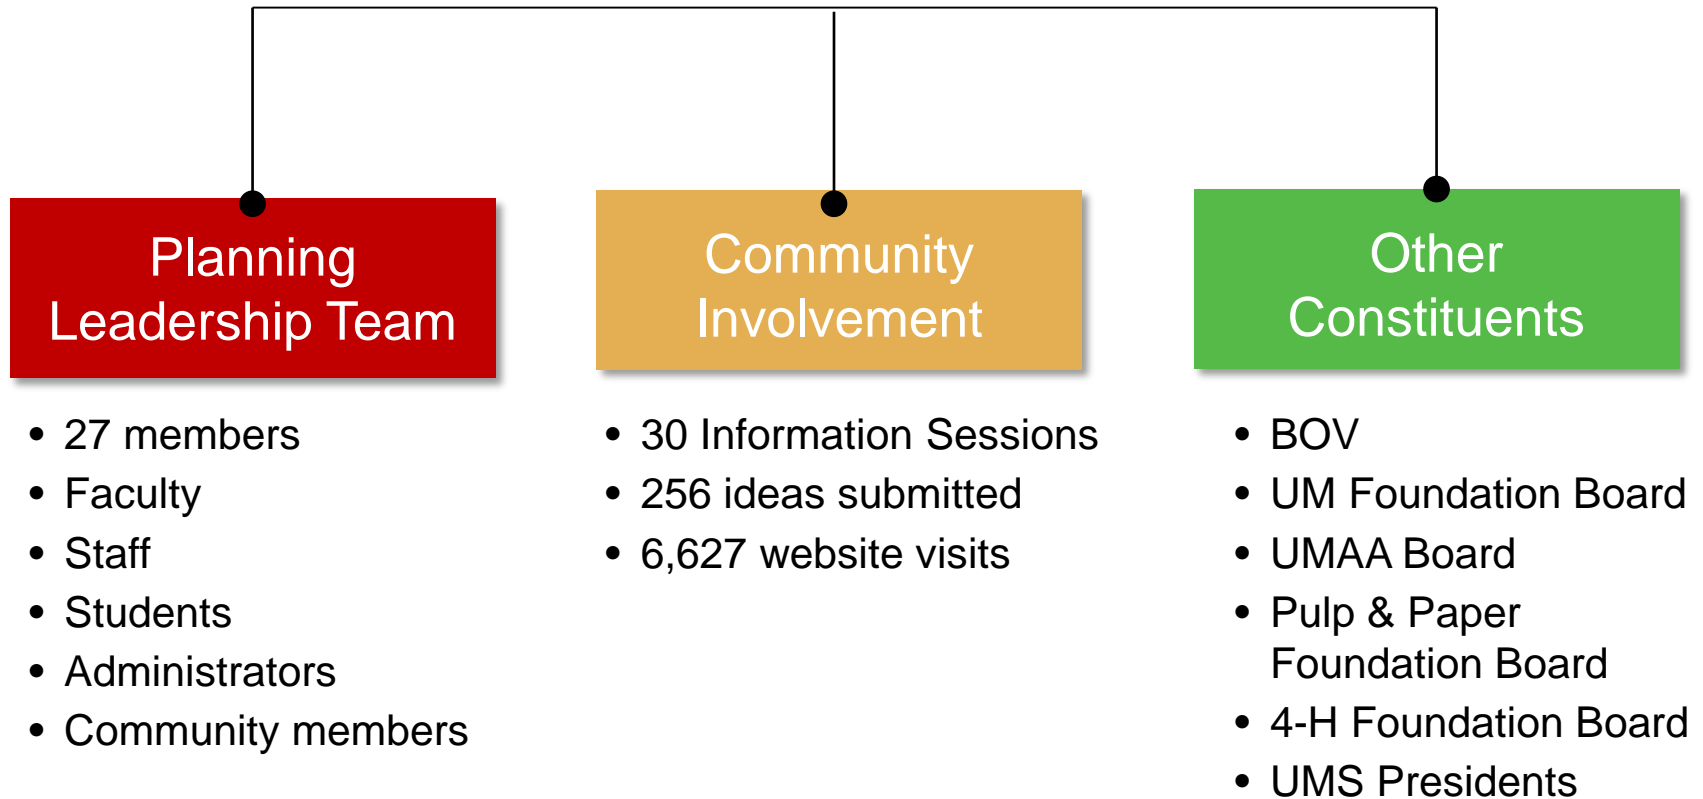 Planning
Leadership Team
• 27 members
• Faculty
• Staff
• Students
• Administrators
• Community members
Community
Involvement
• 30 Information Sessions
• 256 ideas submitted
• 6,627 website visits
Other
Constituents
• BOV
• UM Foundation Board
• UMAA Board
• Pulp & Paper
Foundation Board
• 4-H Foundation Board
• UMS Presidents